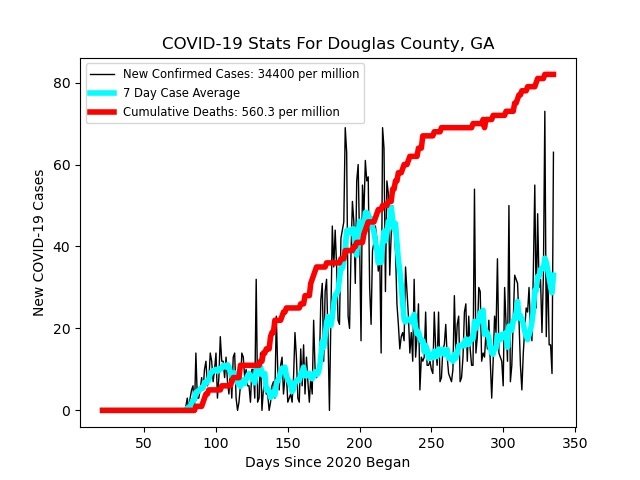 COVID-19 Stats For Douglas County, GA
New Confirmed Cases: 34400 per million
7 Day Case Average
Cumulative Deaths: 560.3 per million
New COVID-19 Cases
80
60
40
20
0
50
100
150
200
250
300
350
Days Since 2020 Began